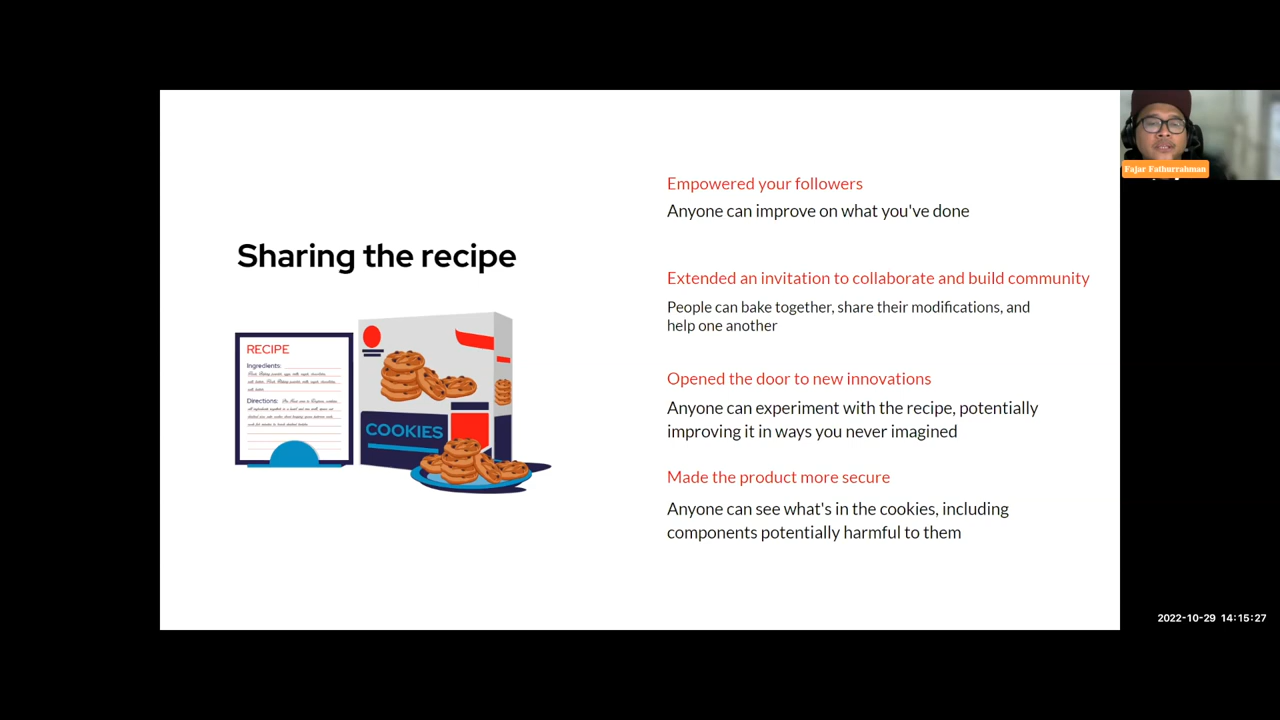 Sharing the recipe
RECIPE
Ingredients:
Directions:
COOKIES
Empowered your followers
Anyone can improve on what you've done
Extended an invitation to collaborate and build community
People can bake together, share their modifications, and
help one another
Opened the door to new innovations
Anyone can experiment with the recipe, potentially
improving it in ways you never imagined
Made the product more secure
Anyone can see what's in the cookies, including
components potentially harmful to them
Fajar Fathurrahman
2022-10-29 14:15:27